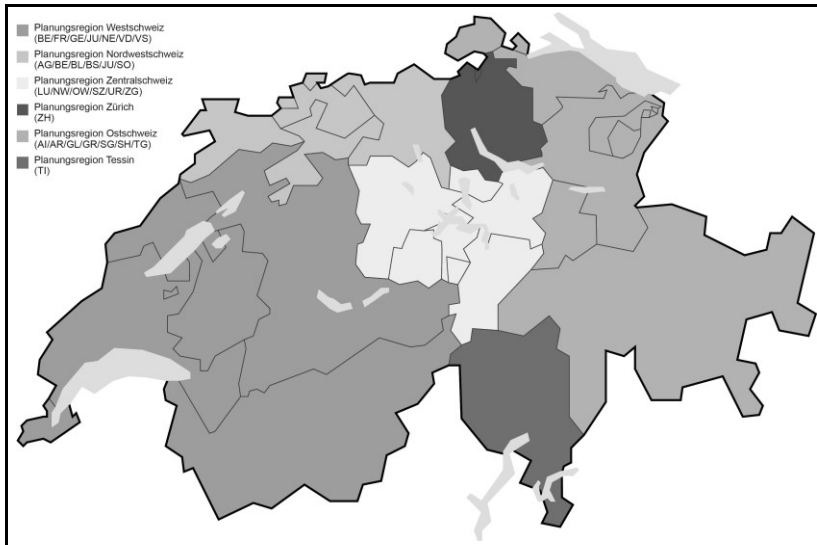 Planungsregion Westschweiz
(BE/FR/GE/JU/NE/VD/VS)
Planungsregion Nordwestschweiz
(AG/BE/BL/BS/JU/SO)
Planungsregion Zentralschweiz
(LU/NW/OW/SZ/UR/ZG)
Planungsregion Zürich
(ZH)
Planungsregion Ostschweiz
(AI/AR/GL/GR/SG/SH/TG)
Planungsregion Tessin
(TI)